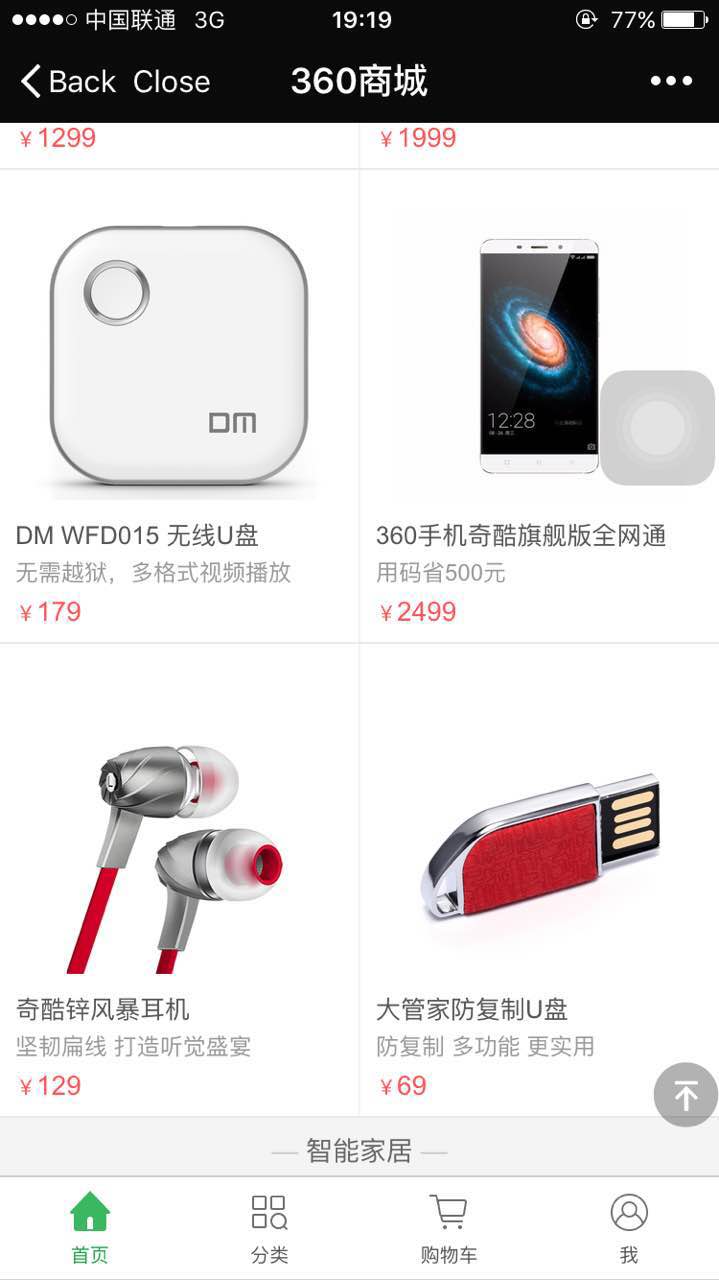 中国联通 3G 19:19 77%
Back Close 360商城
￥1299 ￥1999
DM
12:28
DM WFD015 无线U盘
无需越狱，多格式视频播放
￥179
360手机奇酷旗舰版全网通
用码省500元
￥2499
奇酷锌风暴耳机
坚韧扁线 打造听觉盛宴
￥129
大管家防复制U盘
防复制 多功能 更实用
￥69
智能家居
首页 分类 购物车 我